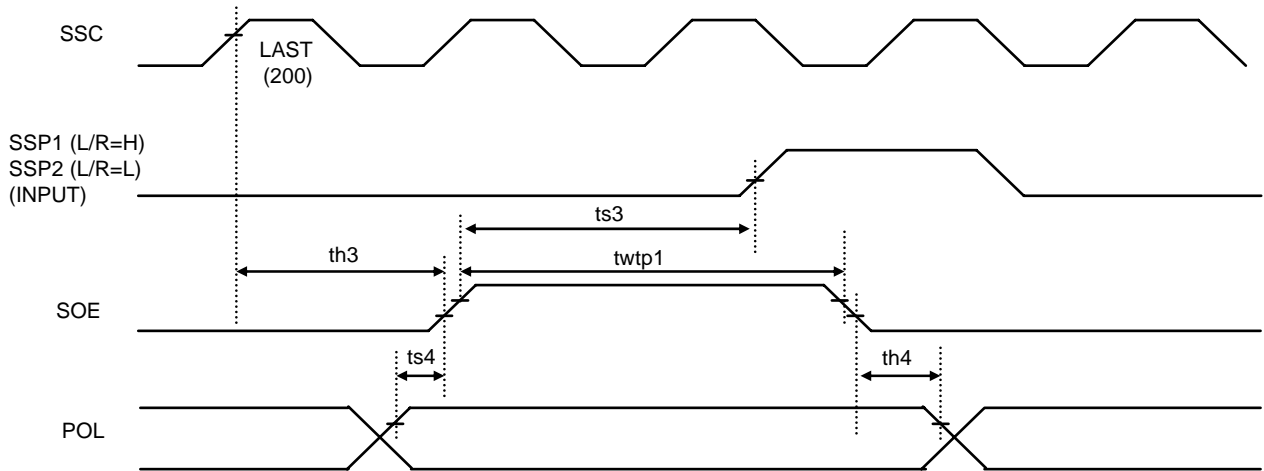 SSC
LAST
(200)
SSP1 (L/R=H)
SSP2 (L/R=L)
(INPUT)
ts3
th3
twtp1
SOE
ts4
th4
POL